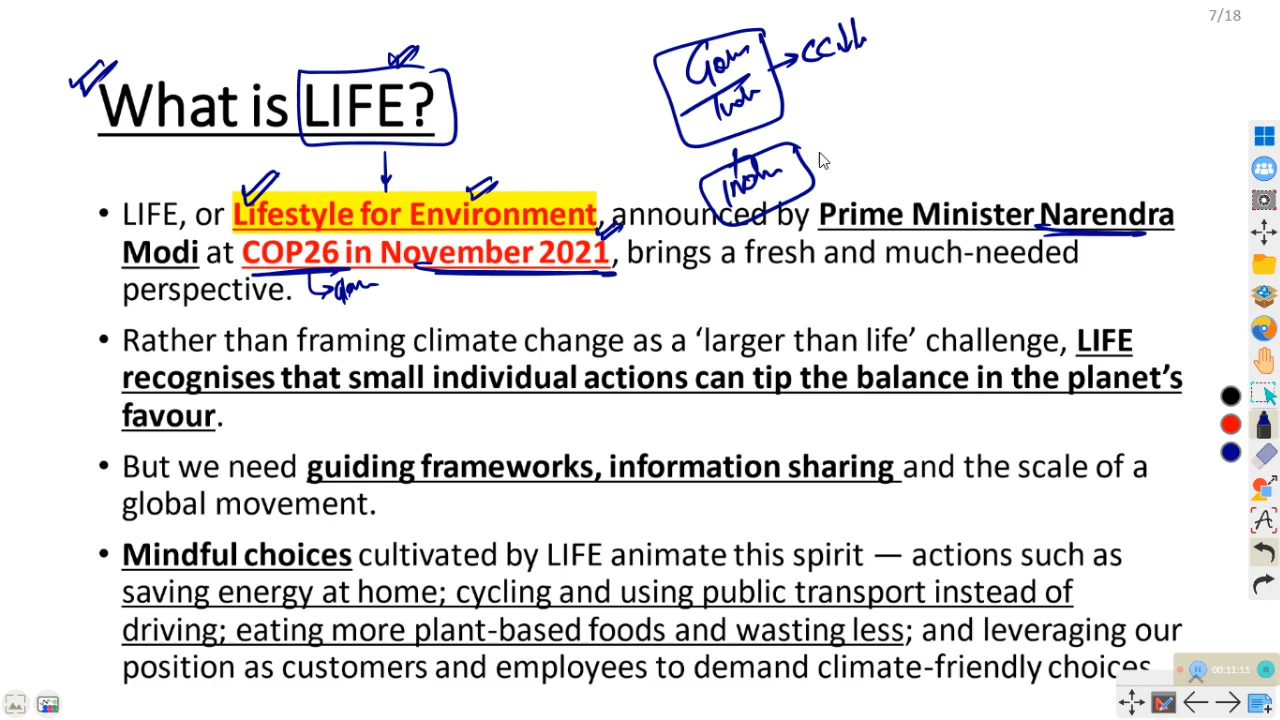 7/18
What is LIFE?
• LIFE, or Lifestyle for Environment, announced by Prime Minister Narendra
Modi at COP26 in November 2021, brings a fresh and much-needed
perspective.
• Rather than framing climate change as a ‘larger than life’ challenge, LIFE
recognises that small individual actions can tip the balance in the planet’s
favour.
• But we need guiding frameworks, information sharing and the scale of a
global movement.
• Mindful choices cultivated by LIFE animate this spirit — actions such as
saving energy at home; cycling and using public transport instead of
driving; eating more plant-based foods and wasting less; and leveraging our
position as customers and employees to demand climate-friendly choices
00:11:11